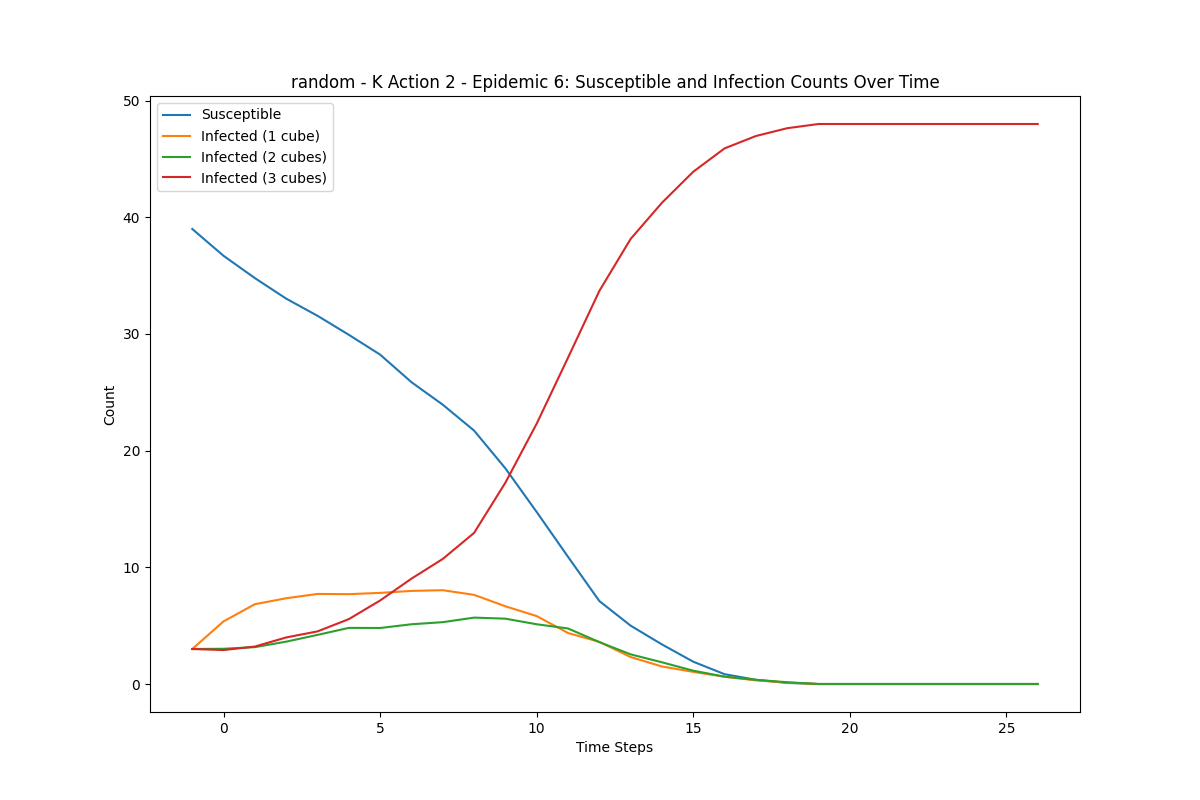 random - K Action 2 - Epidemic 6: Susceptible and Infection Counts Over Time
Susceptible
Infected (1 cube)
Infected (2 cubes)
Infected (3 cubes)
50
40
30
20
10
0
Count
0 5 10 15 20 25
Time Steps